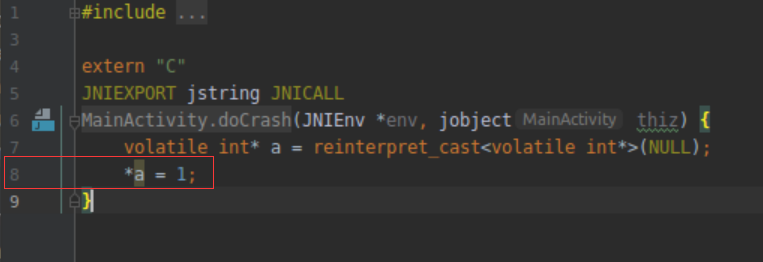 1 #include ...
3
4 extern "C"
5 JNIEXPORT jstring JNICALL
6 MainActivity.doCrash(JNIEnv *env, jobject MainActivity thiz) {
7 volatile int* a = reinterpret_cast<volatile int*>(NULL);
8 *a = 1;
9 }